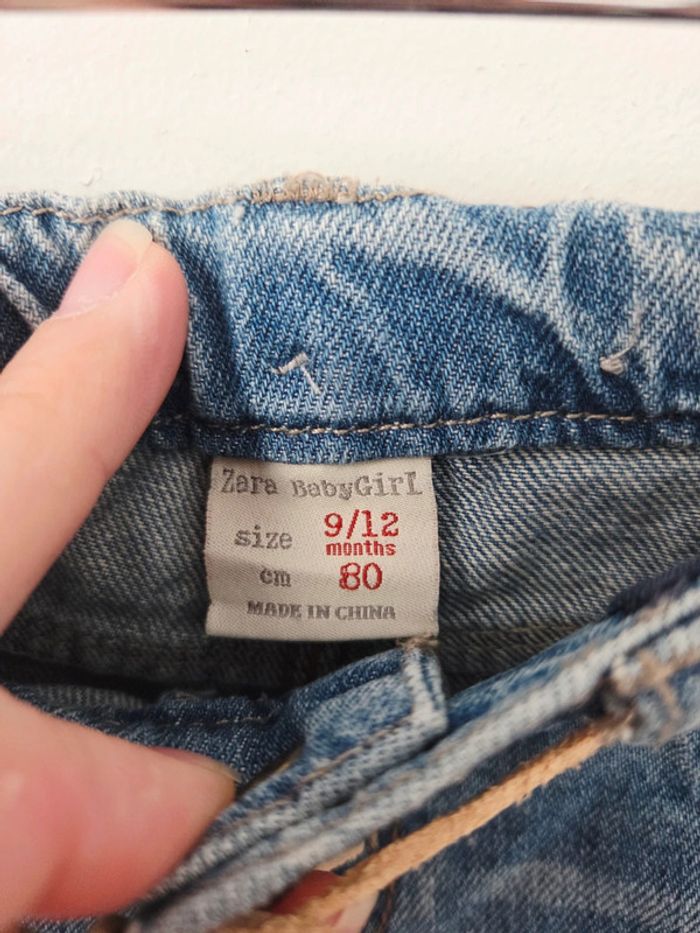 Zara BabyGirl
size 9/12
months
cm 80
MADE IN CHINA